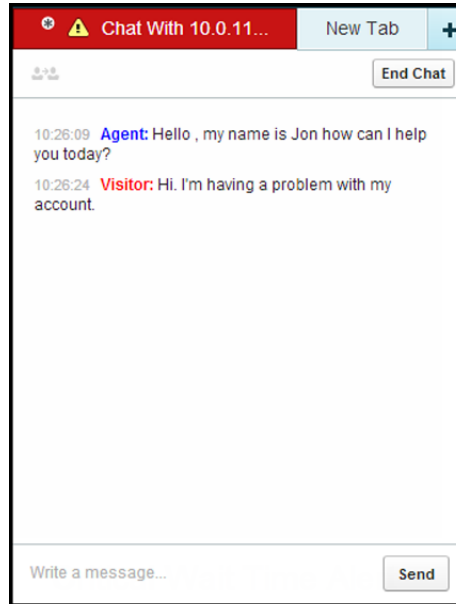 Chat With 10.0.11...
New Tab
End Chat
10:26:09 Agent: Hello , my name is Jon how can I help
you today?
10:26:24 Visitor: Hi. I'm having a problem with my
account.
Write a message...
Send